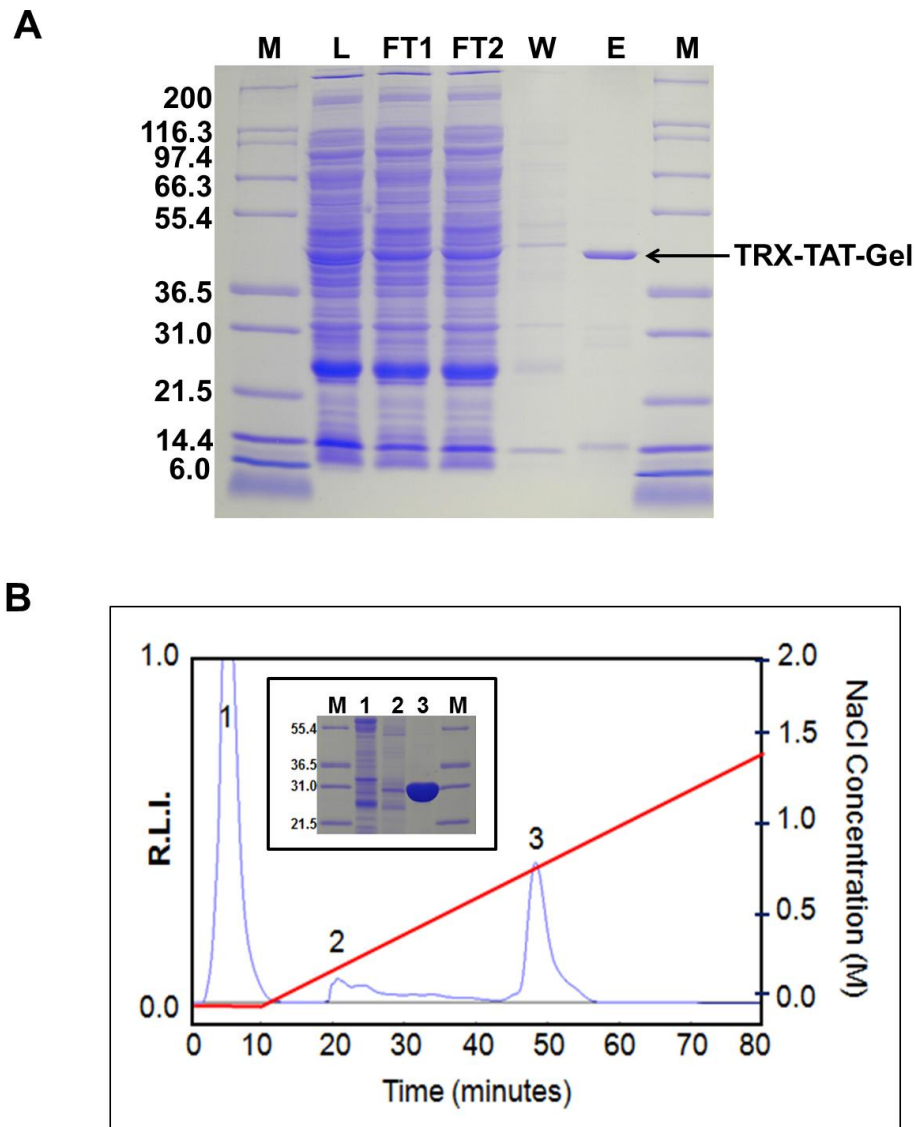 A
M L FT1 FT2 W E M
200
116.3
97.4
66.3
55.4
TRX-TAT-Gel
36.5
31.0
21.5
14.4
6.0
B
1.0
2.0
M 1 2 3 M
55.4
36.5
31.0
21.5
1
1.5
R.L.I.
NaCl Concentration (M)
1.0
3
0.5
2
0.0
0.0
0 10 20 30 40 50 60 70 80
Time (minutes)